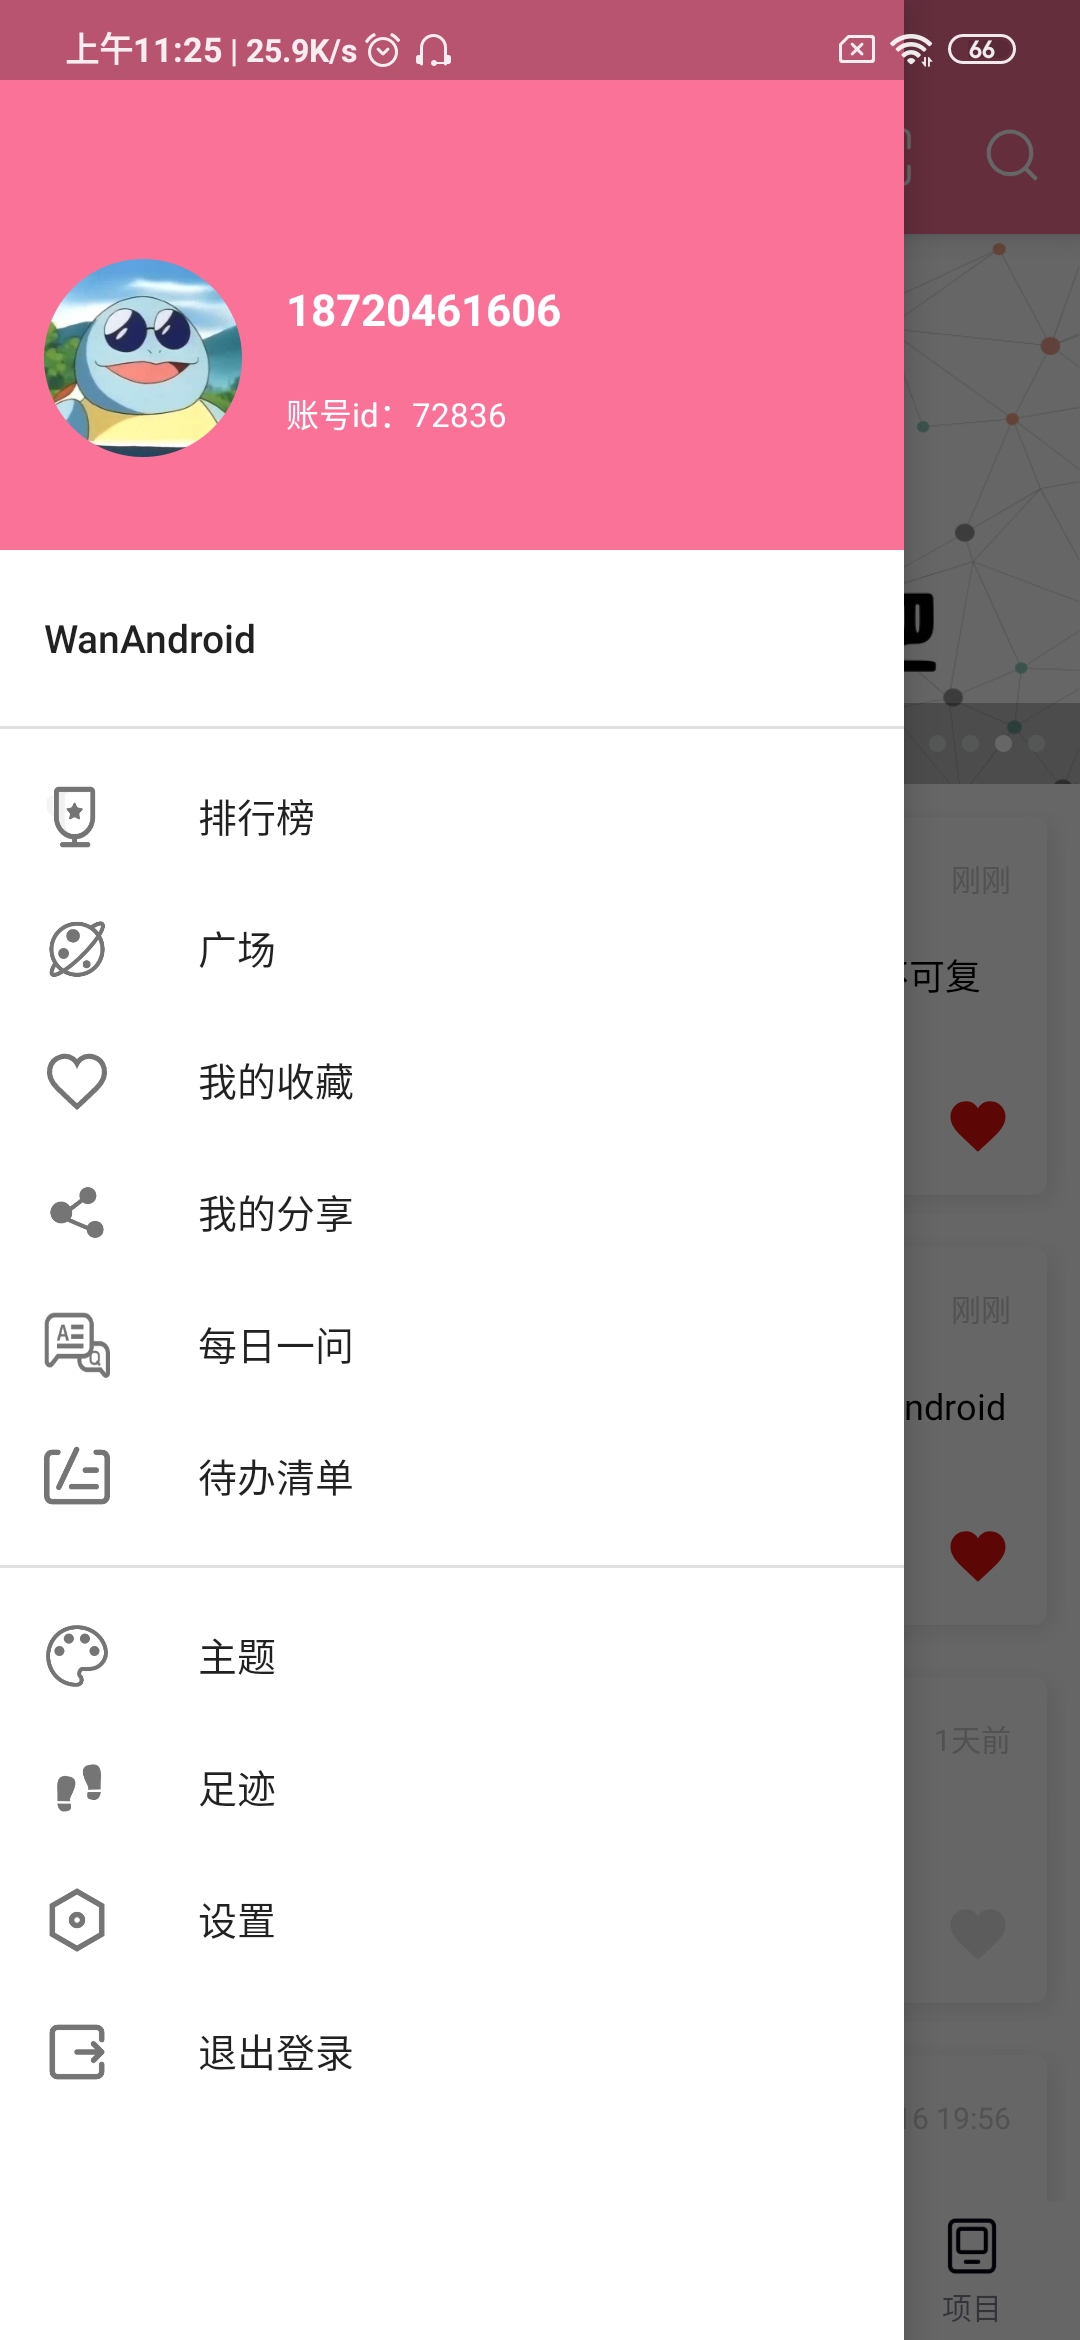 上午11:25 | 25.9K/s
66
18720461606
账号id：72836
WanAndroid
排行榜
广场
我的收藏
我的分享
每日一问
待办清单
主题
足迹
设置
退出登录
刚刚
可复
刚刚
ndroid
1天前
16 19:56
项目